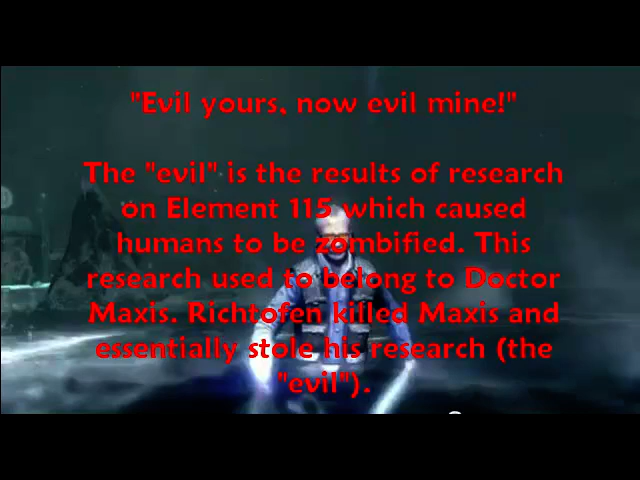 "Evil yours, now evil mine!"
The "evil" is the results of research
on Element 115 which caused
humans to be zombified. This
research used to belong to Doctor
Maxis. Richtofen killed Maxis and
essentially stole his research (the
"evil").